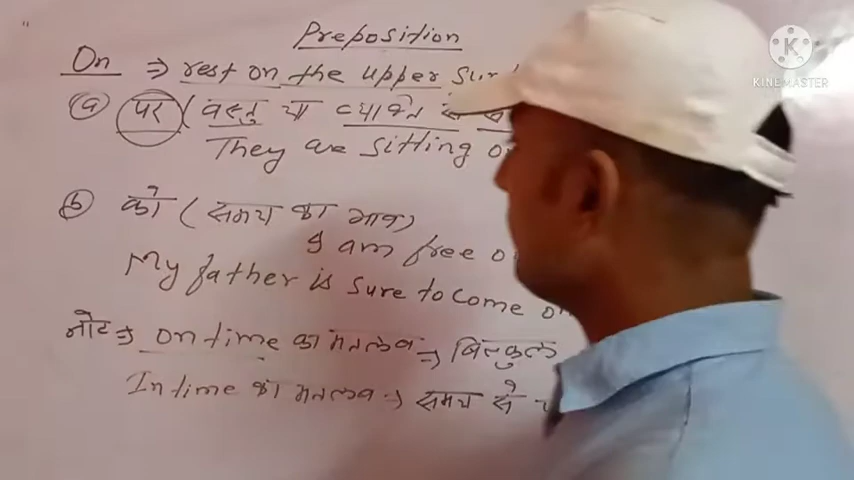 Preposition
K
KINEMASTER
On ⇒ rest on the upper
(a) पर (वस्तु या व्यक्ति के
They are sitting
(b) को (समय का भाव)
I am free
My father is sure to come
नोट ⇒ on time का मतलब → बिल्कुल
In time का मतलब → समय से